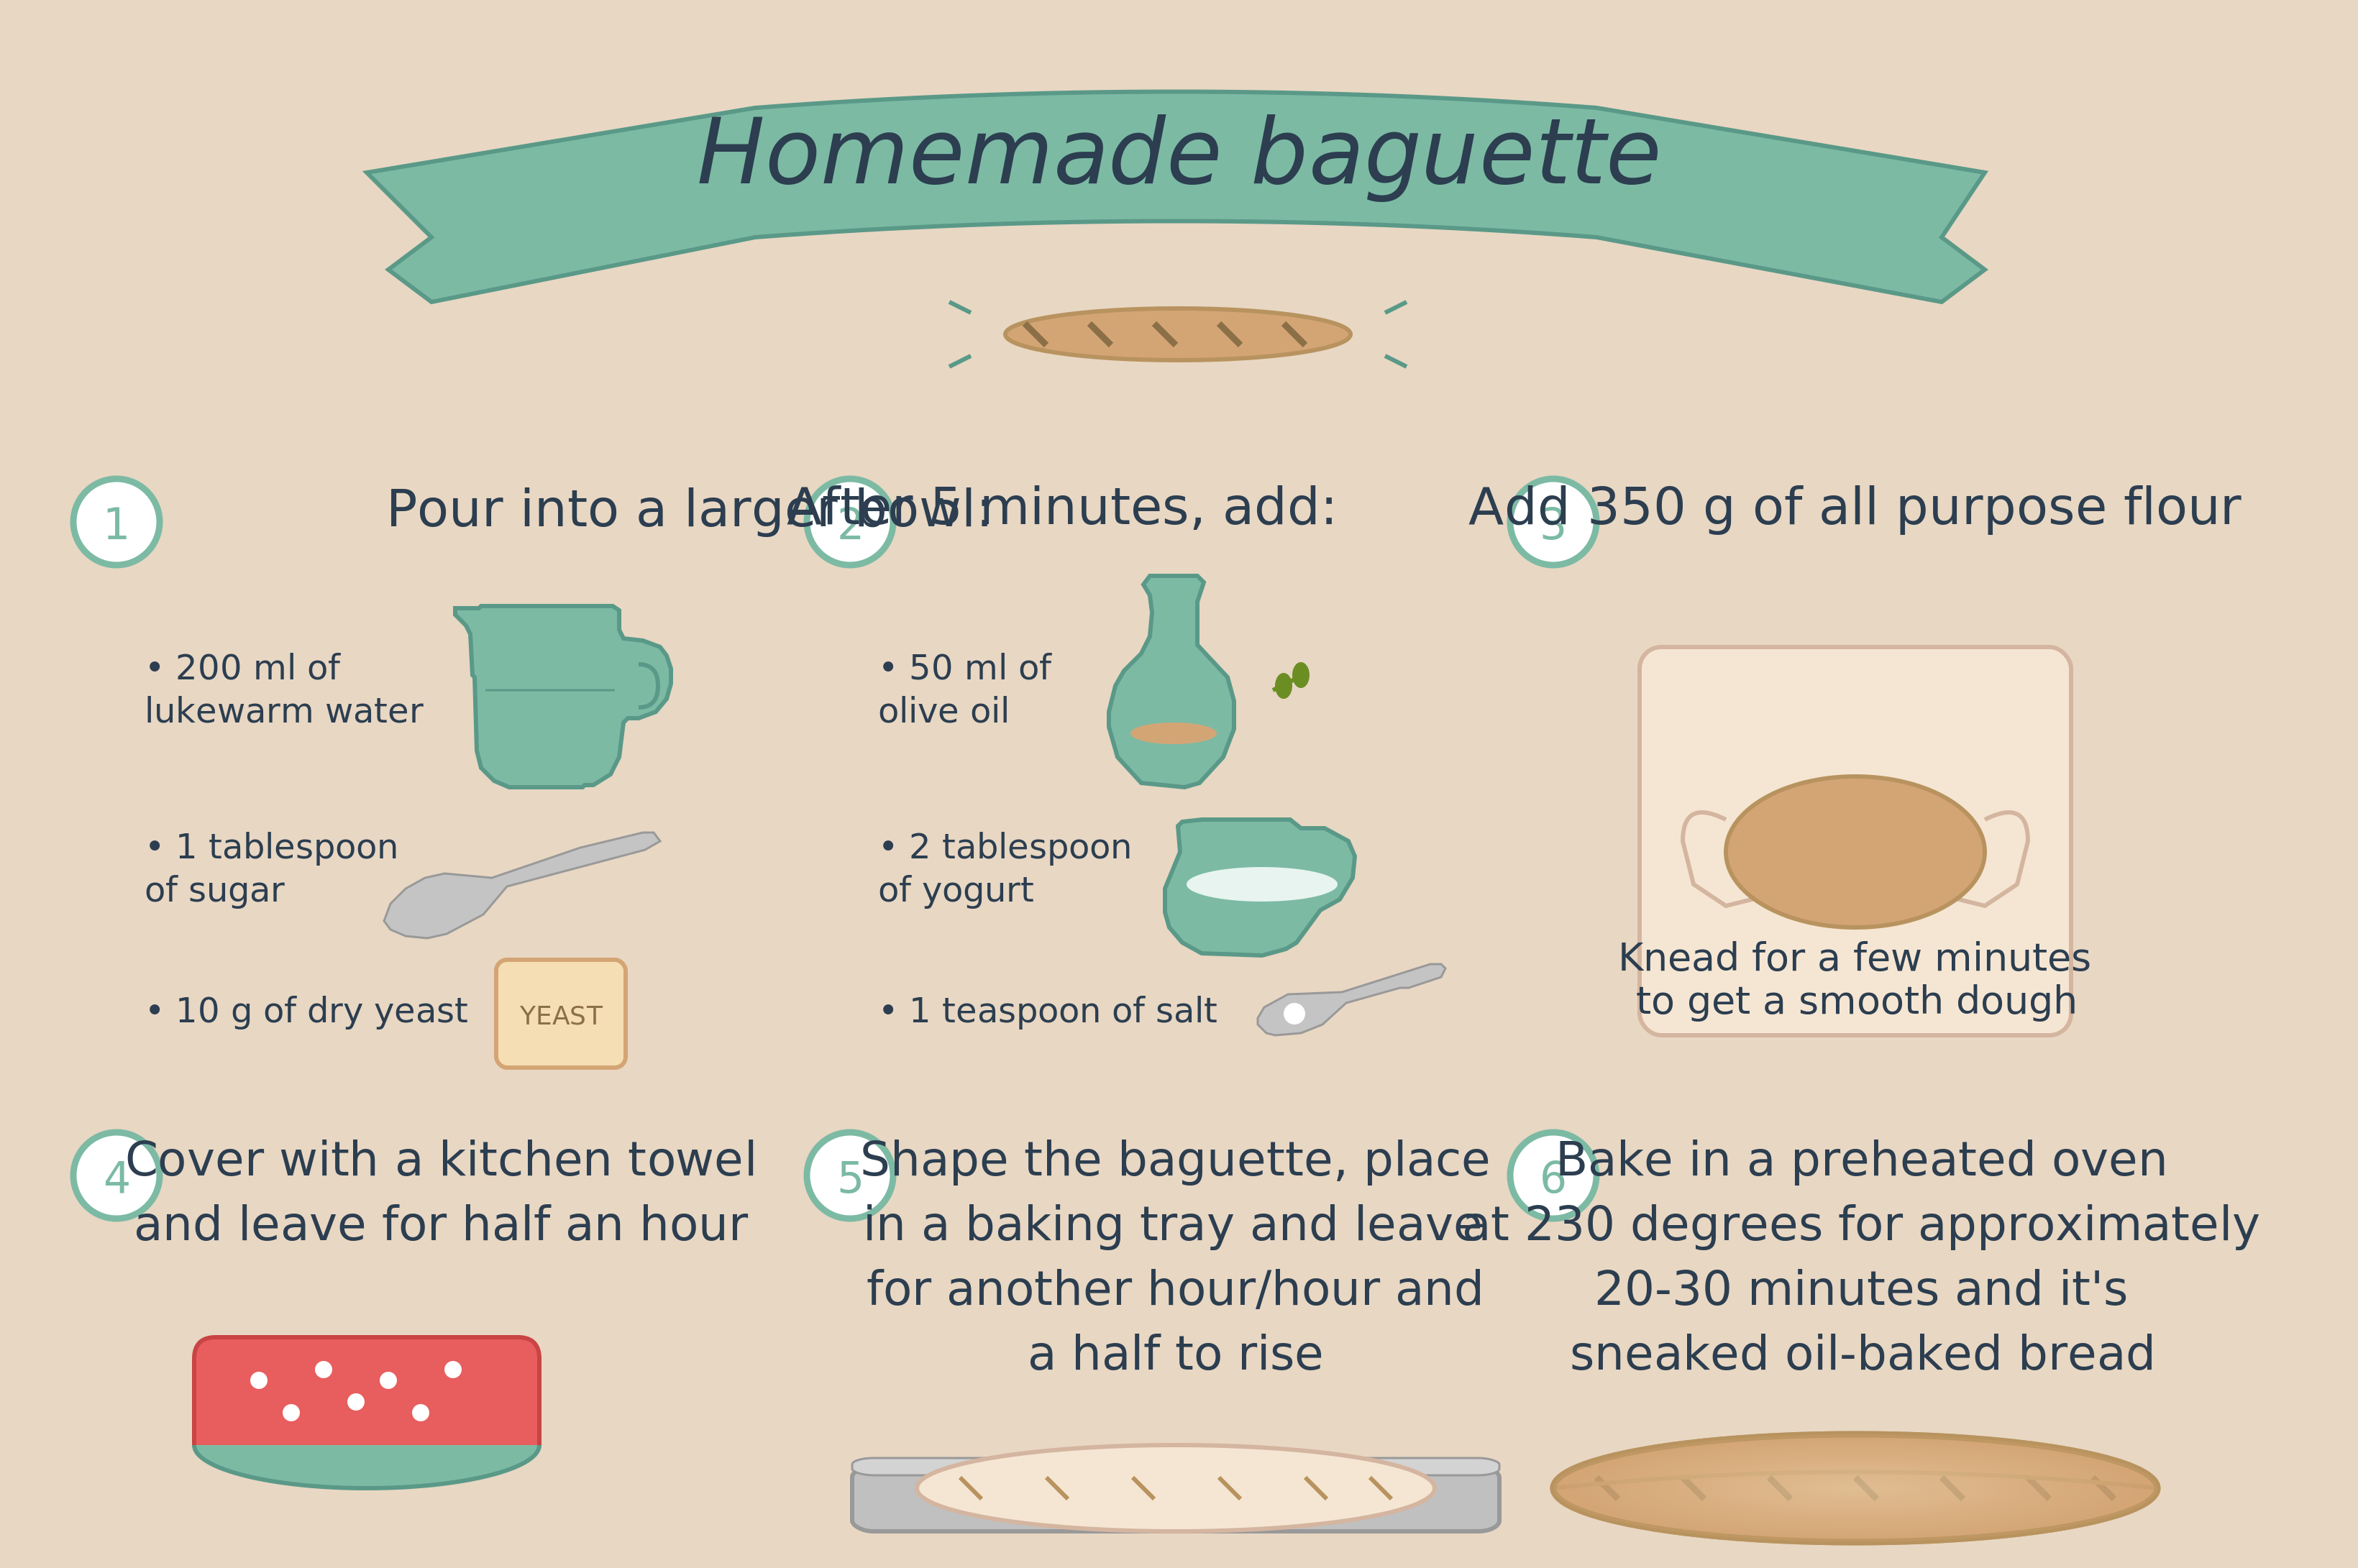 Homemade baguette
1
Pour into a large bowl:
• 200 ml of
lukewarm water
• 1 tablespoon
of sugar
• 10 g of dry yeast
YEAST
2
After 5 minutes, add:
• 50 ml of
olive oil
• 2 tablespoon
of yogurt
• 1 teaspoon of salt
3
Add 350 g of all purpose flour
Knead for a few minutes
to get a smooth dough
4
Cover with a kitchen towel
and leave for half an hour
5
Shape the baguette, place
in a baking tray and leave
for another hour/hour and
a half to rise
6
Bake in a preheated oven
at 230 degrees for approximately
20-30 minutes and it's
sneaked oil-baked bread